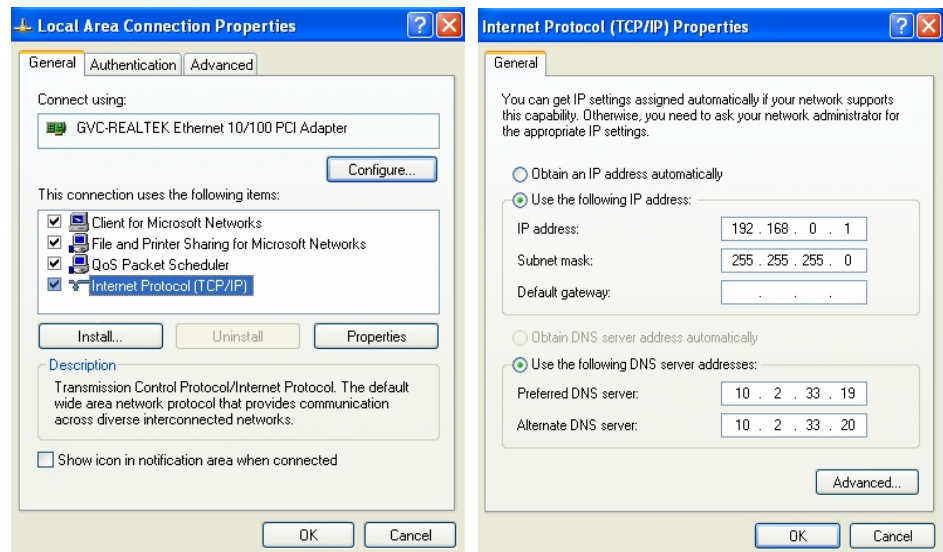 Local Area Connection Properties
General
Authentication
Advanced
Connect using:
GVC-REALTEK Ethernet 10/100 PCI Adapter
Configure...
This connection uses the following items:
Client for Microsoft Networks
File and Printer Sharing for Microsoft Networks
QoS Packet Scheduler
Internet Protocol (TCP/IP)
Install...
Uninstall
Properties
Description
Transmission Control Protocol/Internet Protocol. The default
wide area network protocol that provides communication
across diverse interconnected networks.
Show icon in notification area when connected
OK
Cancel
Internet Protocol (TCP/IP) Properties
General
You can get IP settings assigned automatically if your network supports
this capability. Otherwise, you need to ask your network administrator for
the appropriate IP settings.
Obtain an IP address automatically
Use the following IP address:
IP address: 192 . 168 . 0 . 1
Subnet mask: 255 . 255 . 255 . 0
Default gateway: . . .
Obtain DNS server address automatically
Use the following DNS server addresses:
Preferred DNS server: 10 . 2 . 33 . 19
Alternate DNS server: 10 . 2 . 33 . 20
Advanced...
OK
Cancel